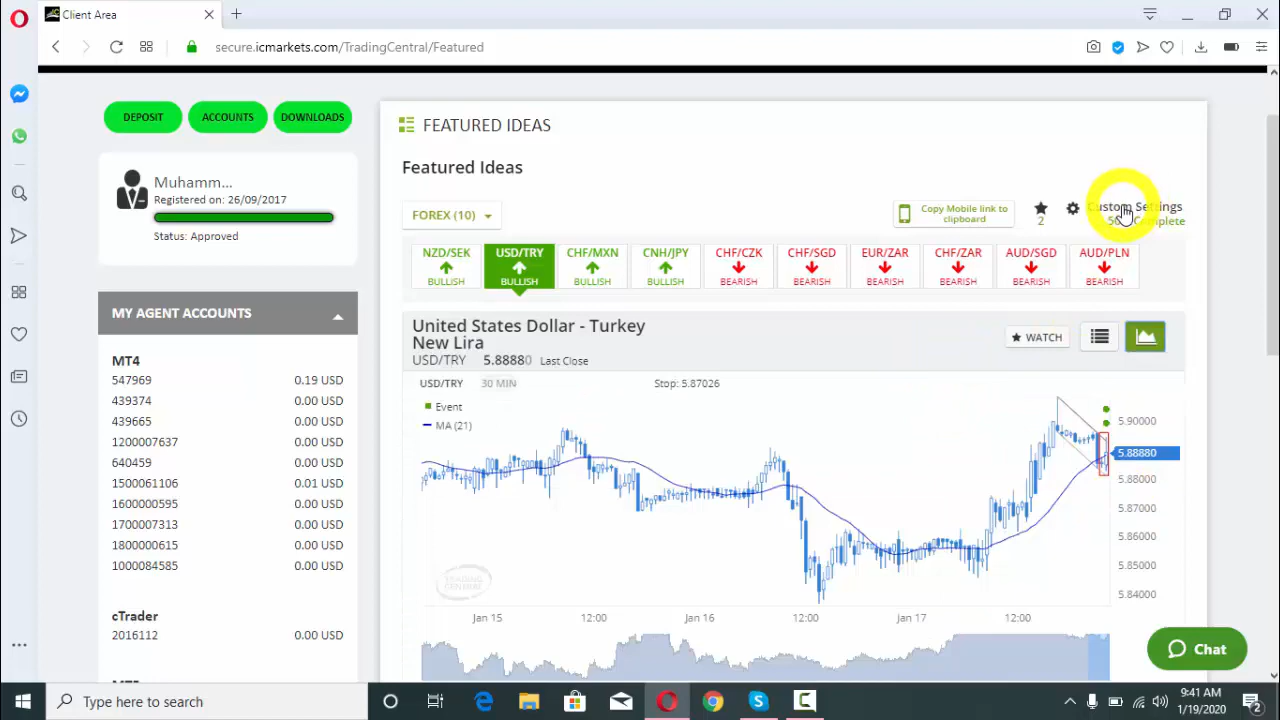 Client Area
secure.icmarkets.com/TradingCentral/Featured
DEPOSIT
ACCOUNTS
DOWNLOADS
Muhamm...
Registered on: 26/09/2017
Status: Approved
MY AGENT ACCOUNTS
MT4
547969 0.19 USD
439374 0.00 USD
439665 0.00 USD
1200007637 0.00 USD
640459 0.00 USD
1500061106 0.01 USD
1600000595 0.00 USD
1700007313 0.00 USD
1800000615 0.00 USD
1000084585 0.00 USD
cTrader
2016112 0.00 USD
FEATURED IDEAS
Featured Ideas
FOREX (10)
Copy Mobile link to
clipboard
2
Custom Settings
Complete
NZD/SEK
BULLISH
USD/TRY
BULLISH
CHF/MXN
BULLISH
CNH/JPY
BULLISH
CHF/CZK
BEARISH
CHF/SGD
BEARISH
EUR/ZAR
BEARISH
CHF/ZAR
BEARISH
AUD/SGD
BEARISH
AUD/PLN
BEARISH
United States Dollar - Turkey
New Lira
USD/TRY 5.88880 Last Close
WATCH
USD/TRY 30 MIN Stop: 5.87026
Event
MA (21)
5.90000
5.88880
5.88000
5.87000
5.86000
5.85000
5.84000
TRADING
CENTRAL
Jan 15 12:00 Jan 16 12:00 Jan 17 12:00
Chat
Type here to search
9:41 AM
1/19/2020
2